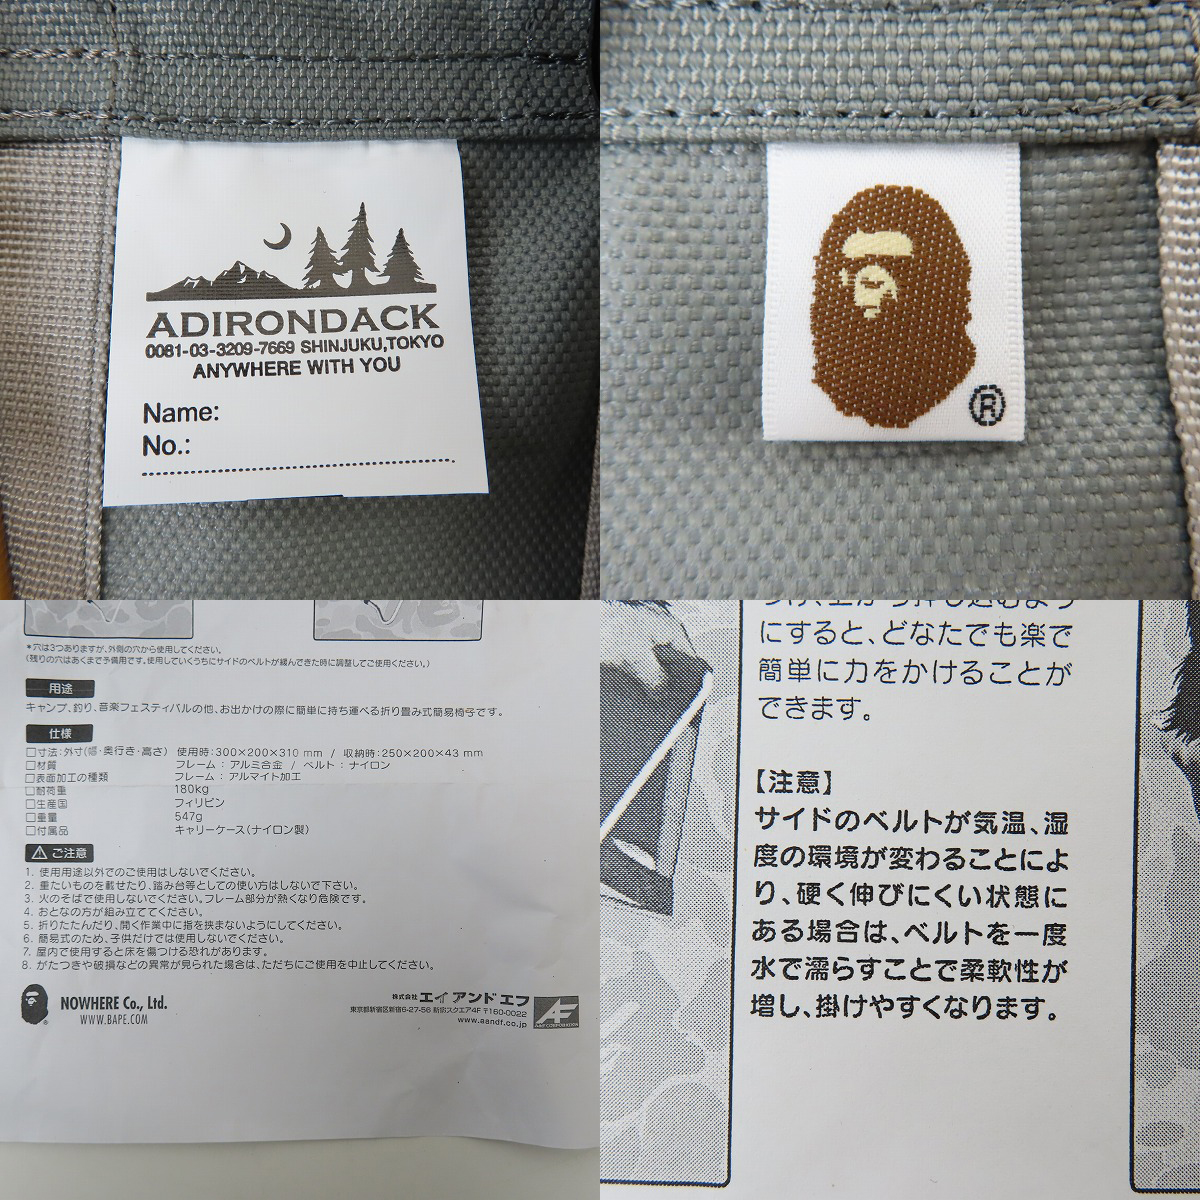 ADIRONDACK
0081-03-3209-7669 SHINJUKU,TOKYO
ANYWHERE WITH YOU
Name:
No.:
®
＊穴は3つありますが、外側の穴から使用してください。
(残りの穴はあくまで予備用です。使用していくうちにサイドのベルトが緩んできた時に調整してご使用ください。)
用途
キャンプ、釣り、音楽フェスティバルの他、お出かけの際に簡単に持ち運べる折り畳み式簡易椅子です。
仕様
□寸法:外寸(幅・奥行き・高さ) 使用時:300×200×310 mm / 収納時:250×200×43 mm
□材質 フレーム：アルミ合金 / ベルト：ナイロン
□表面加工の種類 フレーム：アルマイト加工
□耐荷重 180kg
□生産国 フィリピン
□重量 547g
□付属品 キャリーケース(ナイロン製)
⚠ ご注意
1. 使用用途以外でのご使用はしないでください。
2. 重たいものを載せたり、踏み台等としての使い方はしないで下さい。
3. 火のそばで使用しないでください。フレーム部分が熱くなり危険です。
4. おとなの方が組み立ててください。
5. 折りたたんだり、開く作業中に指を挟まないようにしてください。
6. 簡易式のため、子供だけでは使用しないでください。
7. 屋内で使用すると床を傷つける恐れがあります。
8. がたつきや破損などの異常が見られた場合は、ただちにご使用を中止してください。
NOWHERE Co., Ltd.
WWW.BAPE.COM
株式会社 エイ アンド エフ
東京都新宿区新宿6-27-56 新宿スクエア4F 〒160-0022
www.aandf.co.jp
AF
A&F CORPORATION
にすると、どなたでも楽で
簡単に力をかけることが
できます。
【注意】
サイドのベルトが気温、湿
度の環境が変わることによ
り、硬く伸びにくい状態に
ある場合は、ベルトを一度
水で濡らすことで柔軟性が
増し、掛けやすくなります。